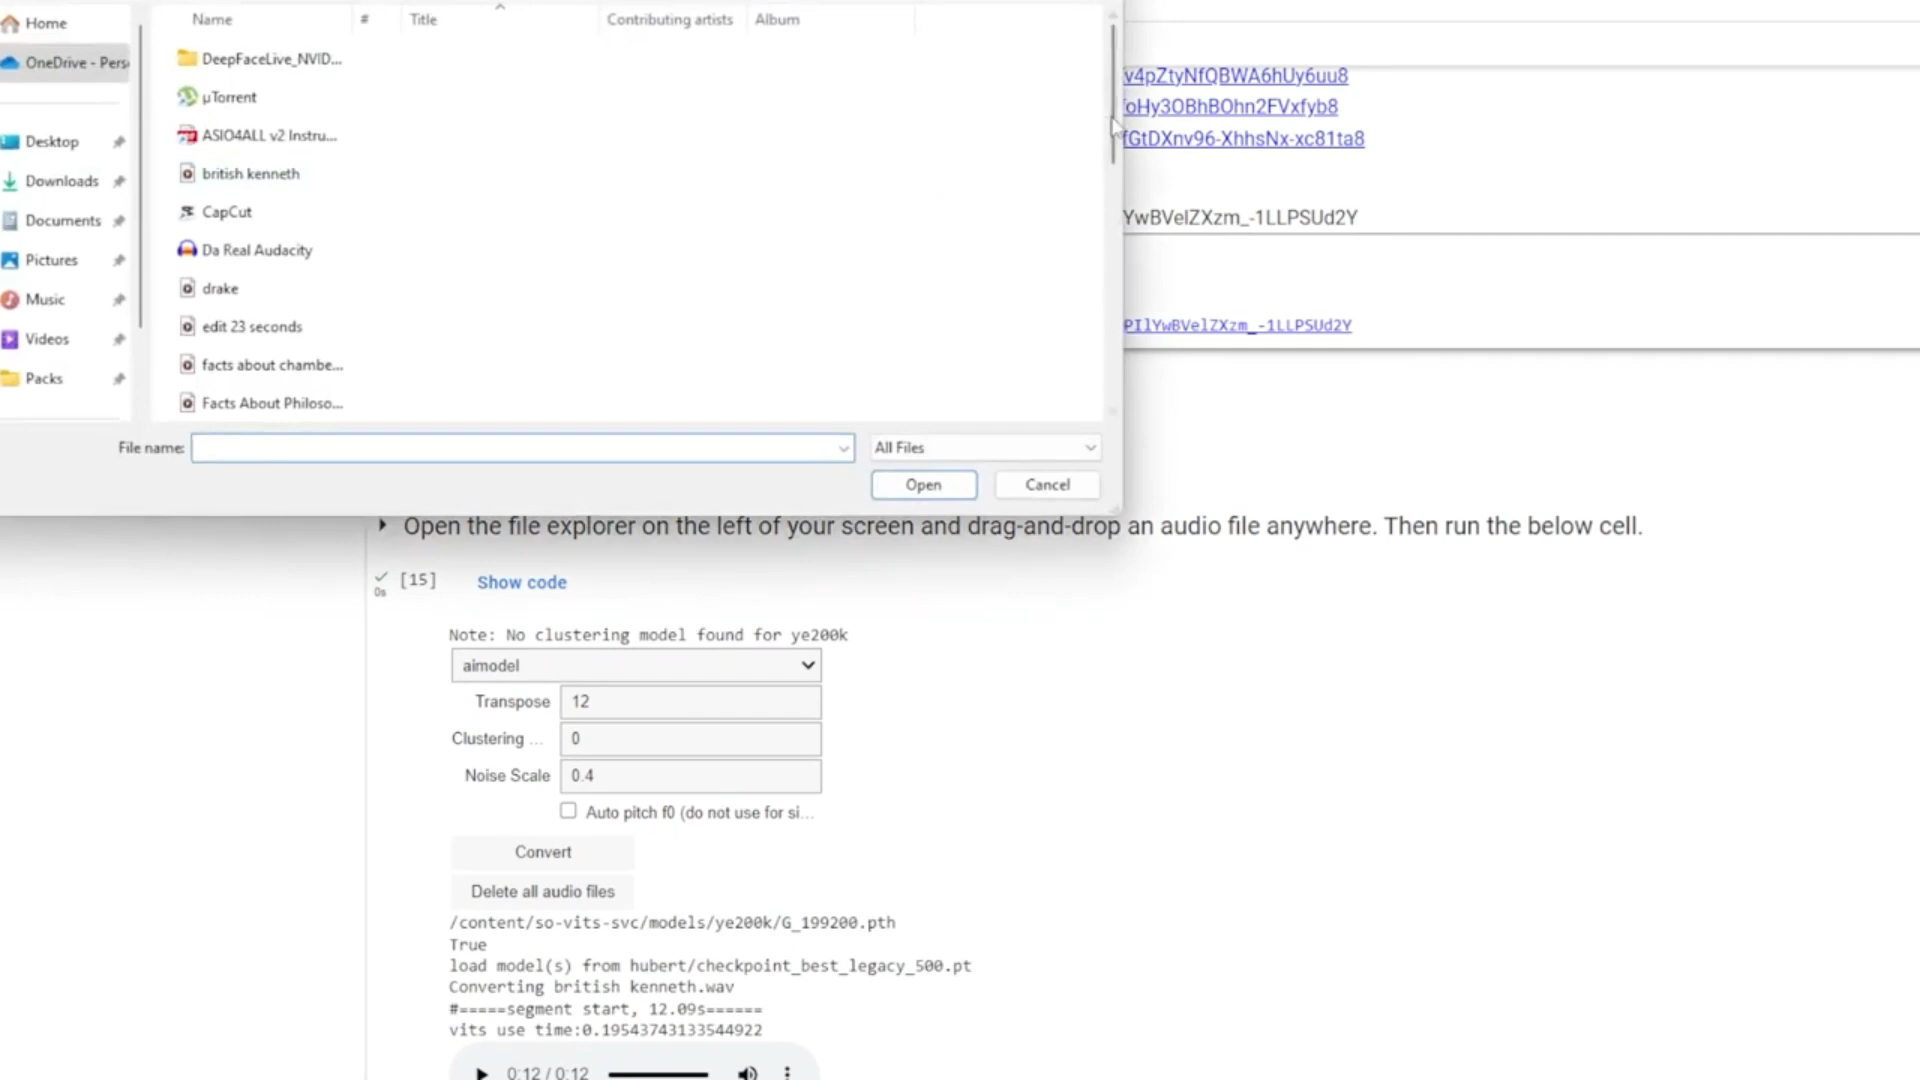 Home
OneDrive - Perso
Desktop
Downloads
Documents
Pictures
Music
Videos
Packs
Name # Title Contributing artists Album
DeepFaceLive_NVID...
µTorrent
ASIO4ALL v2 Instru...
british kenneth
CapCut
Da Real Audacity
drake
edit 23 seconds
facts about chambe...
Facts About Philoso...
File name:
All Files
Open Cancel
v4pZtyNfQBWA6hUy6uu8
oHy3OBhBOhn2FVxfyb8
fGtDXnv96-XhhsNx-xc81ta8
YwBVelZXzm_-1LLPSUd2Y
PIlYwBVelZXzm_-1LLPSUd2Y
Open the file explorer on the left of your screen and drag-and-drop an audio file anywhere. Then run the below cell.
0s [15] Show code
Note: No clustering model found for ye200k
aimodel
Transpose 12
Clustering ... 0
Noise Scale 0.4
Auto pitch f0 (do not use for si...
Convert
Delete all audio files
/content/so-vits-svc/models/ye200k/G_199200.pth
True
load model(s) from hubert/checkpoint_best_legacy_500.pt
Converting british kenneth.wav
#=====segment start, 12.09s======
vits use time:0.19543743133544922
0:12 / 0:12